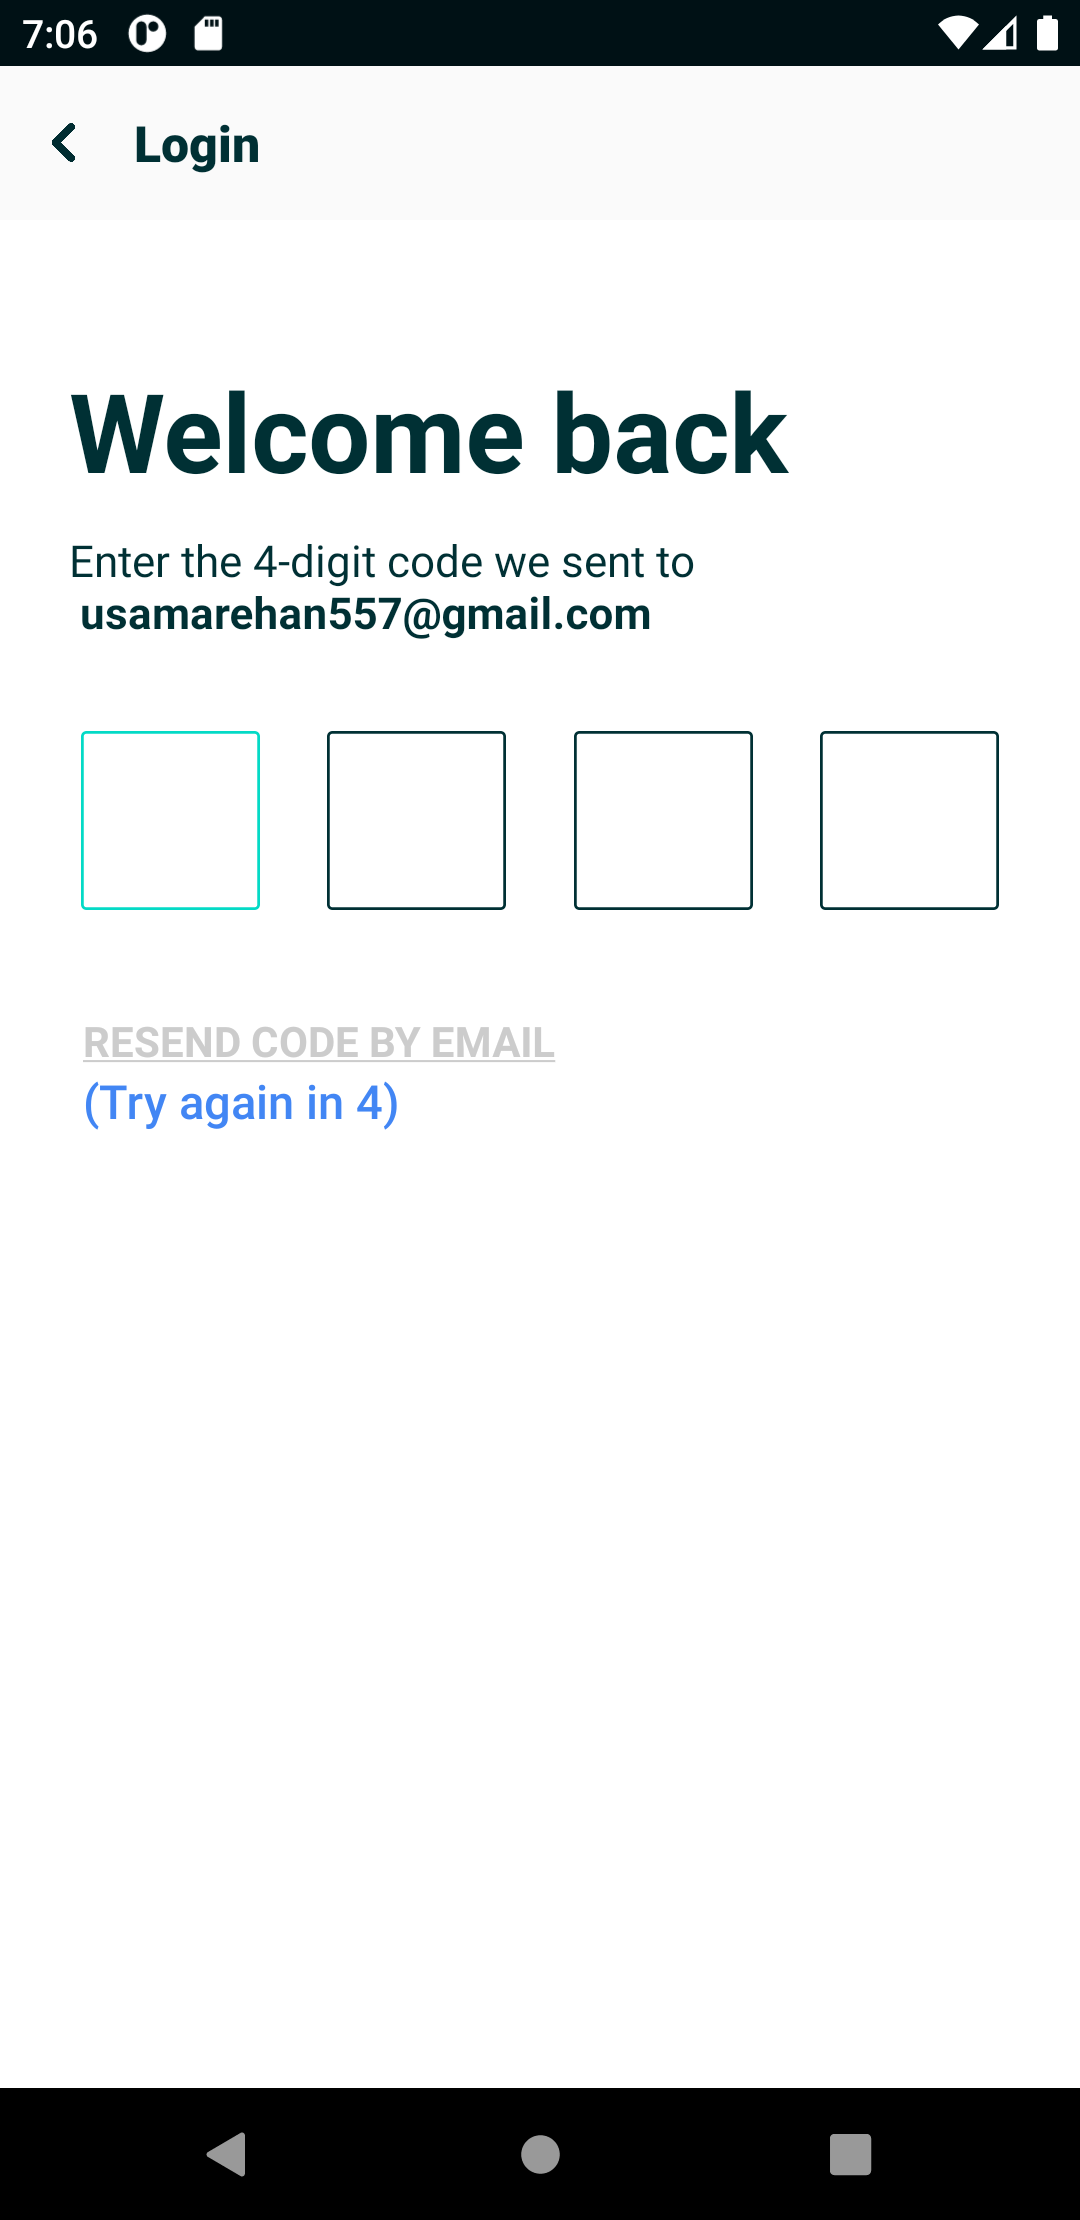 7:06
Login
Welcome back
Enter the 4-digit code we sent to
usamarehan557@gmail.com
RESEND CODE BY EMAIL
(Try again in 4)